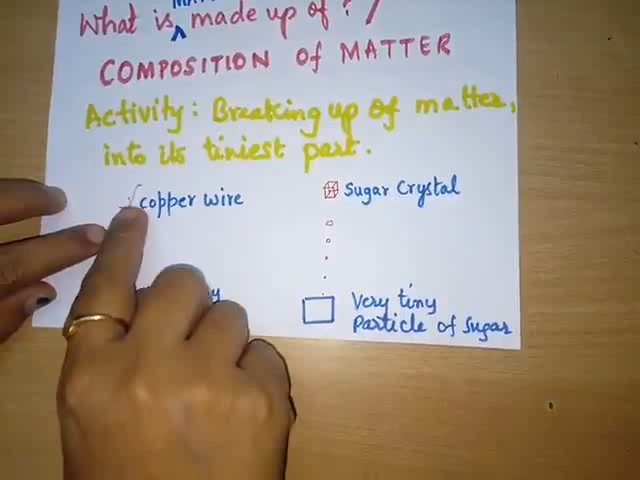 What is made up of ? /
COMPOSITION of MATTER
Activity: Breaking up of matter,
into its tiniest part.
copper wire
Sugar Crystal
Very tiny
particle of sugar